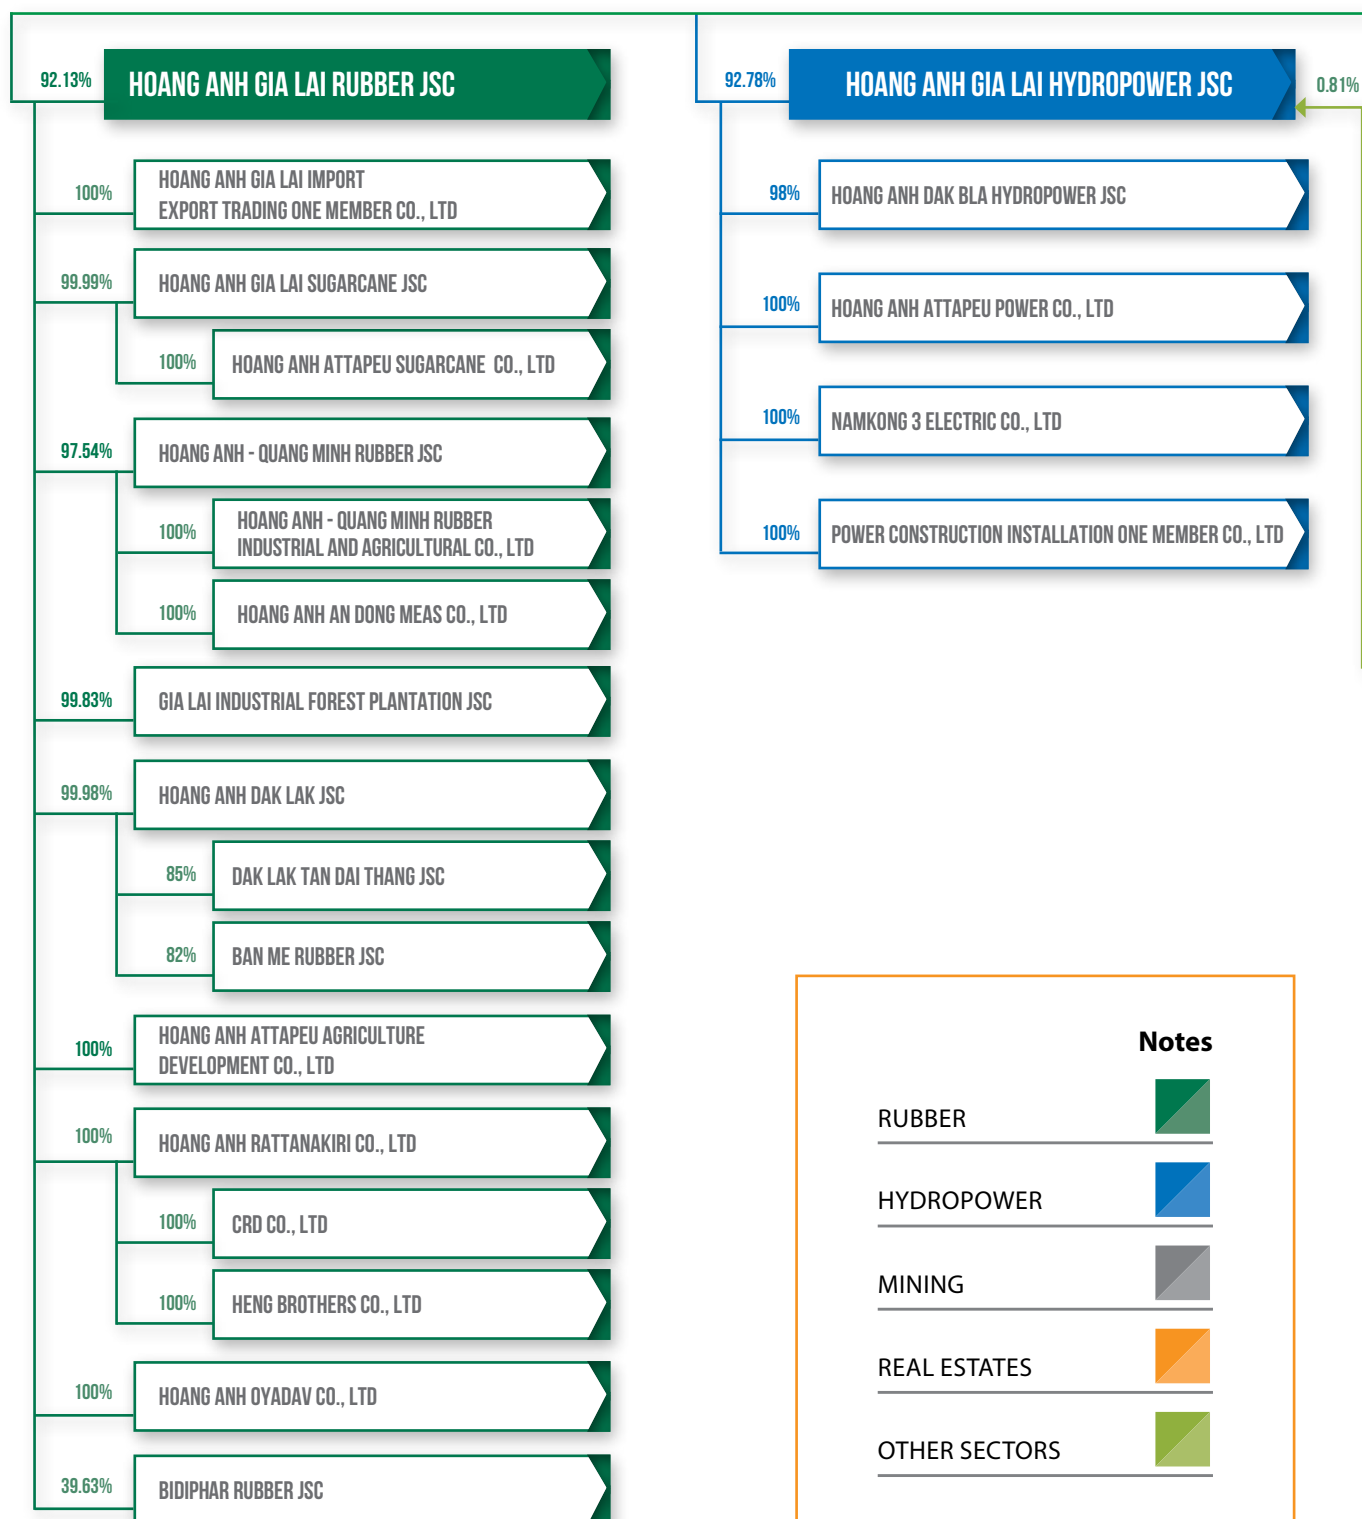 92.13%
HOANG ANH GIA LAI RUBBER JSC
100%
HOANG ANH GIA LAI IMPORT
EXPORT TRADING ONE MEMBER CO., LTD
99.99%
HOANG ANH GIA LAI SUGARCANE JSC
100%
HOANG ANH ATTAPEU SUGARCANE CO., LTD
97.54%
HOANG ANH - QUANG MINH RUBBER JSC
100%
HOANG ANH - QUANG MINH RUBBER
INDUSTRIAL AND AGRICULTURAL CO., LTD
100%
HOANG ANH AN DONG MEAS CO., LTD
99.83%
GIA LAI INDUSTRIAL FOREST PLANTATION JSC
99.98%
HOANG ANH DAK LAK JSC
85%
DAK LAK TAN DAI THANG JSC
82%
BAN ME RUBBER JSC
100%
HOANG ANH ATTAPEU AGRICULTURE
DEVELOPMENT CO., LTD
100%
HOANG ANH RATTANAKIRI CO., LTD
100%
CRD CO., LTD
100%
HENG BROTHERS CO., LTD
100%
HOANG ANH OYADAV CO., LTD
39.63%
BIDIPHAR RUBBER JSC
92.78%
HOANG ANH GIA LAI HYDROPOWER JSC
0.81%
98%
HOANG ANH DAK BLA HYDROPOWER JSC
100%
HOANG ANH ATTAPEU POWER CO., LTD
100%
NAMKONG 3 ELECTRIC CO., LTD
100%
POWER CONSTRUCTION INSTALLATION ONE MEMBER CO., LTD
Notes
RUBBER
HYDROPOWER
MINING
REAL ESTATES
OTHER SECTORS